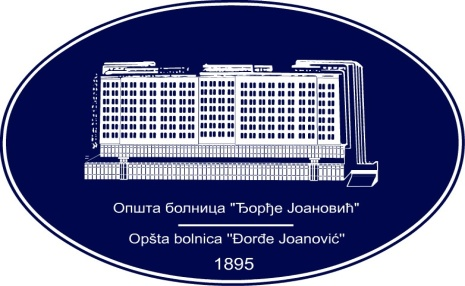 Општа болница "Ђорђе Јоановић"
Opšta bolnica "Đorđe Joanović"
1895